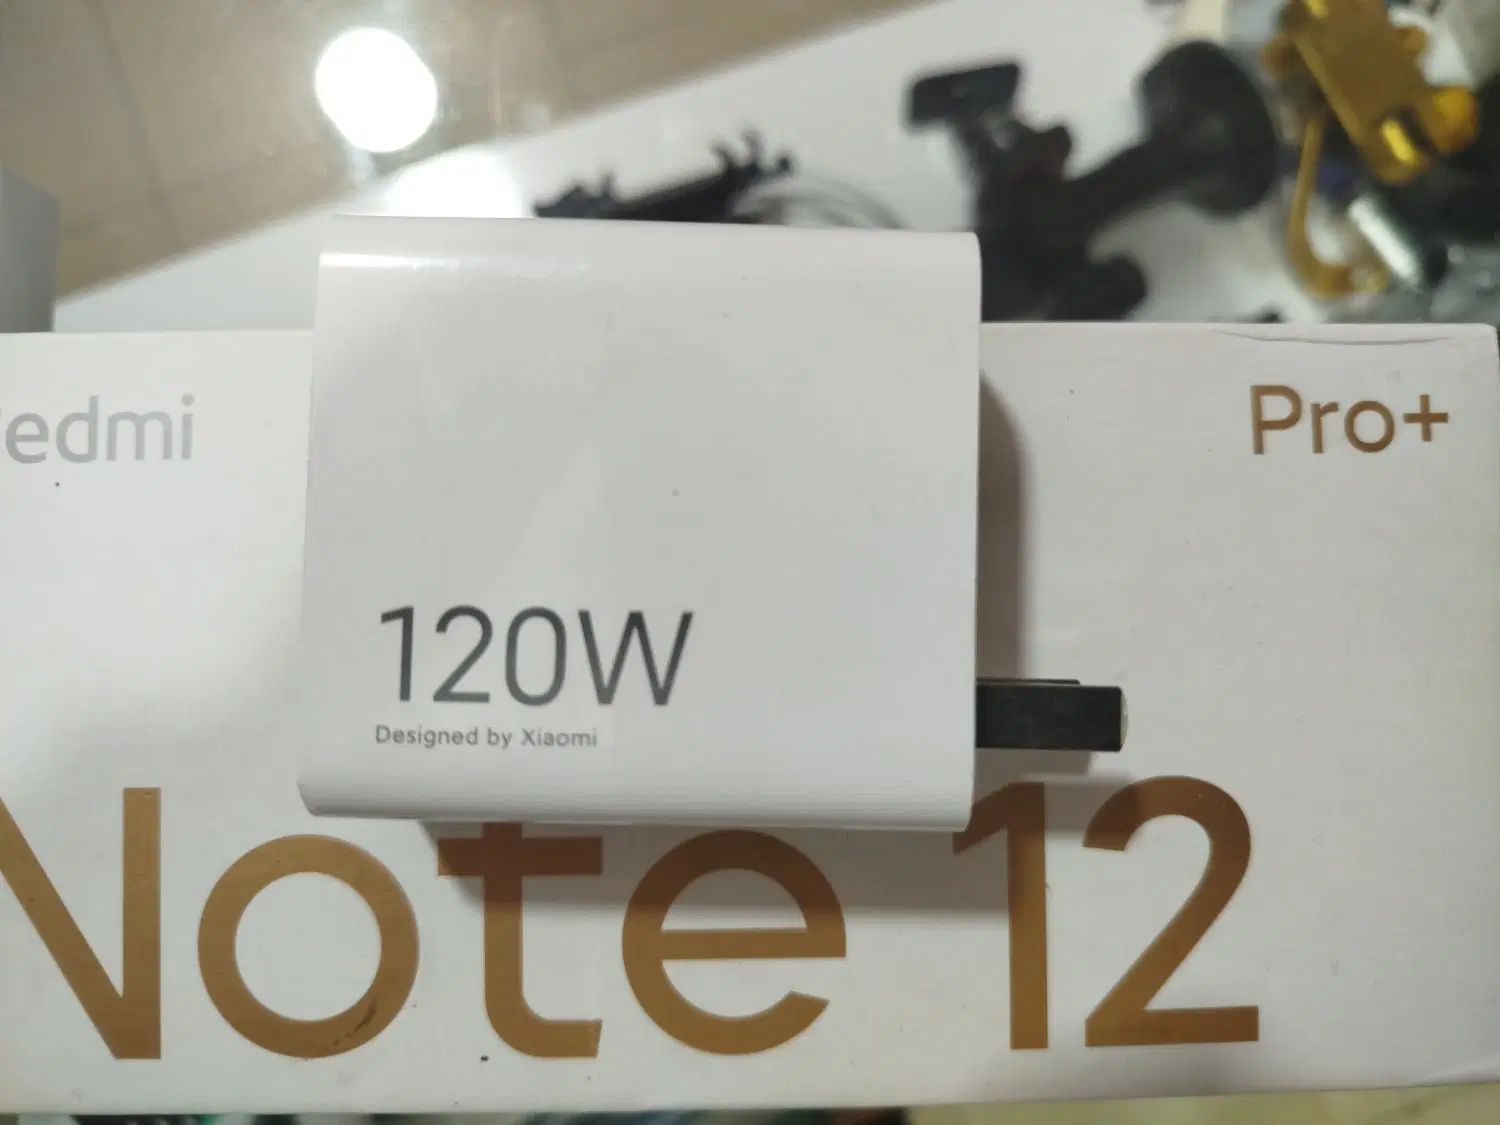 edmi
Pro+
120W
Designed by Xiaomi
Note 12